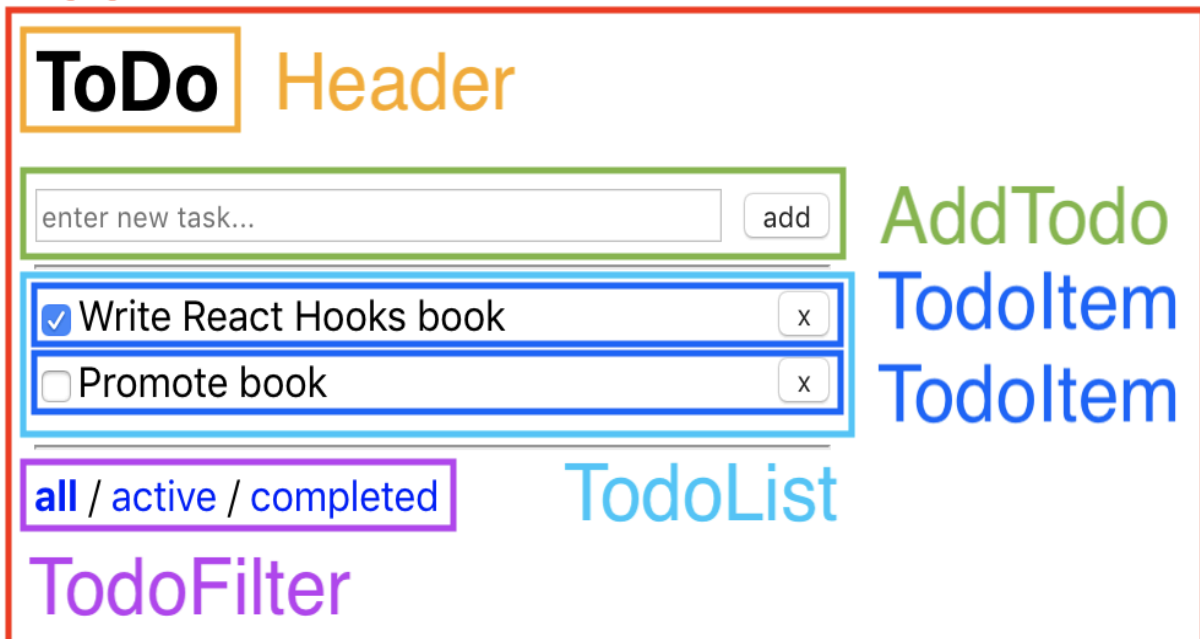 ToDo Header
enter new task... add AddTodo
Write React Hooks book x TodoItem
Promote book x TodoItem
all / active / completed TodoList
TodoFilter